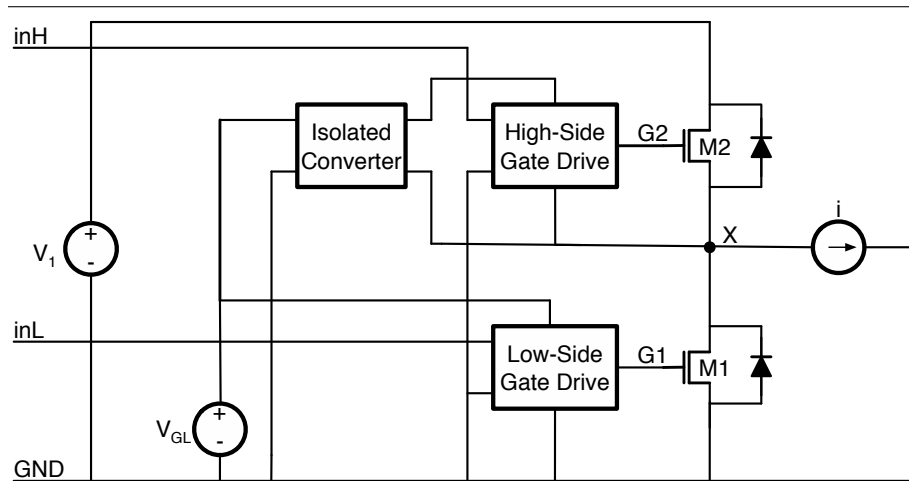 inH
Isolated
Converter
High-Side
Gate Drive
G2
M2
+
-
V1
X
i
inL
Low-Side
Gate Drive
G1
M1
+
-
VGL
GND